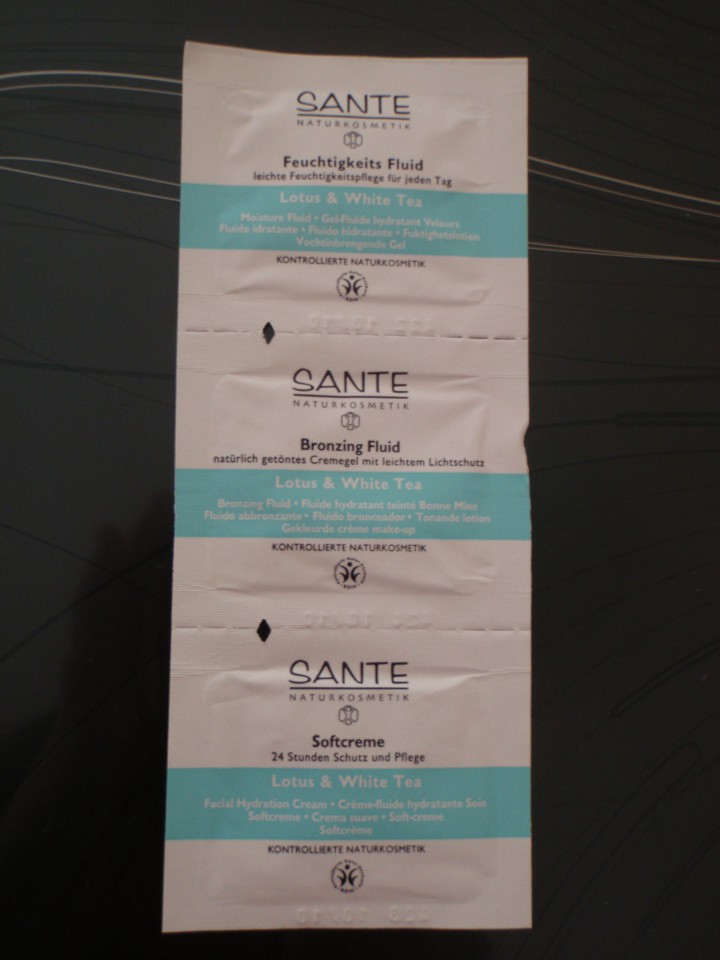 SANTE
NATURKOSMETIK
Feuchtigkeits Fluid
leichte Feuchtigkeitspflege für jeden Tag
Lotus & White Tea
Moisture Fluid • Gel-Fluide hydratant Velours
Fluido idratante • Fluido hidratante • Fuktighetslotion
Vochtinbrengende Gel
KONTROLLIERTE NATURKOSMETIK
SANTE
NATURKOSMETIK
Bronzing Fluid
natürlich getöntes Cremegel mit leichtem Lichtschutz
Lotus & White Tea
Bronzing Fluid • Fluide hydratant teinté Bonne Mine
Fluido abbronzante • Fluido bronceador • Tonande lotion
Gekleurde crème make-up
KONTROLLIERTE NATURKOSMETIK
SANTE
NATURKOSMETIK
Softcreme
24 Stunden Schutz und Pflege
Lotus & White Tea
Facial Hydration Cream • Crème-fluide hydratante Soie
Softcreme • Crema suave • Soft-creme
Softcrème
KONTROLLIERTE NATURKOSMETIK